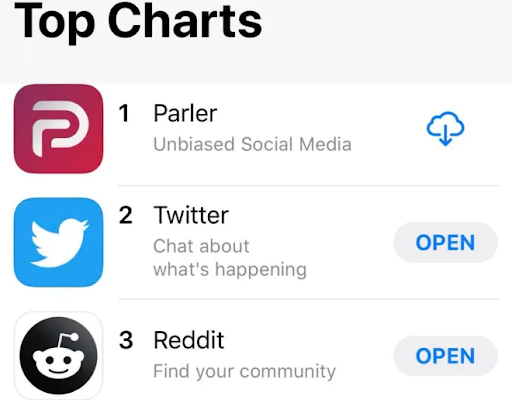 Top Charts
1 Parler
Unbiased Social Media
2 Twitter
Chat about
what's happening
OPEN
3 Reddit
Find your community
OPEN